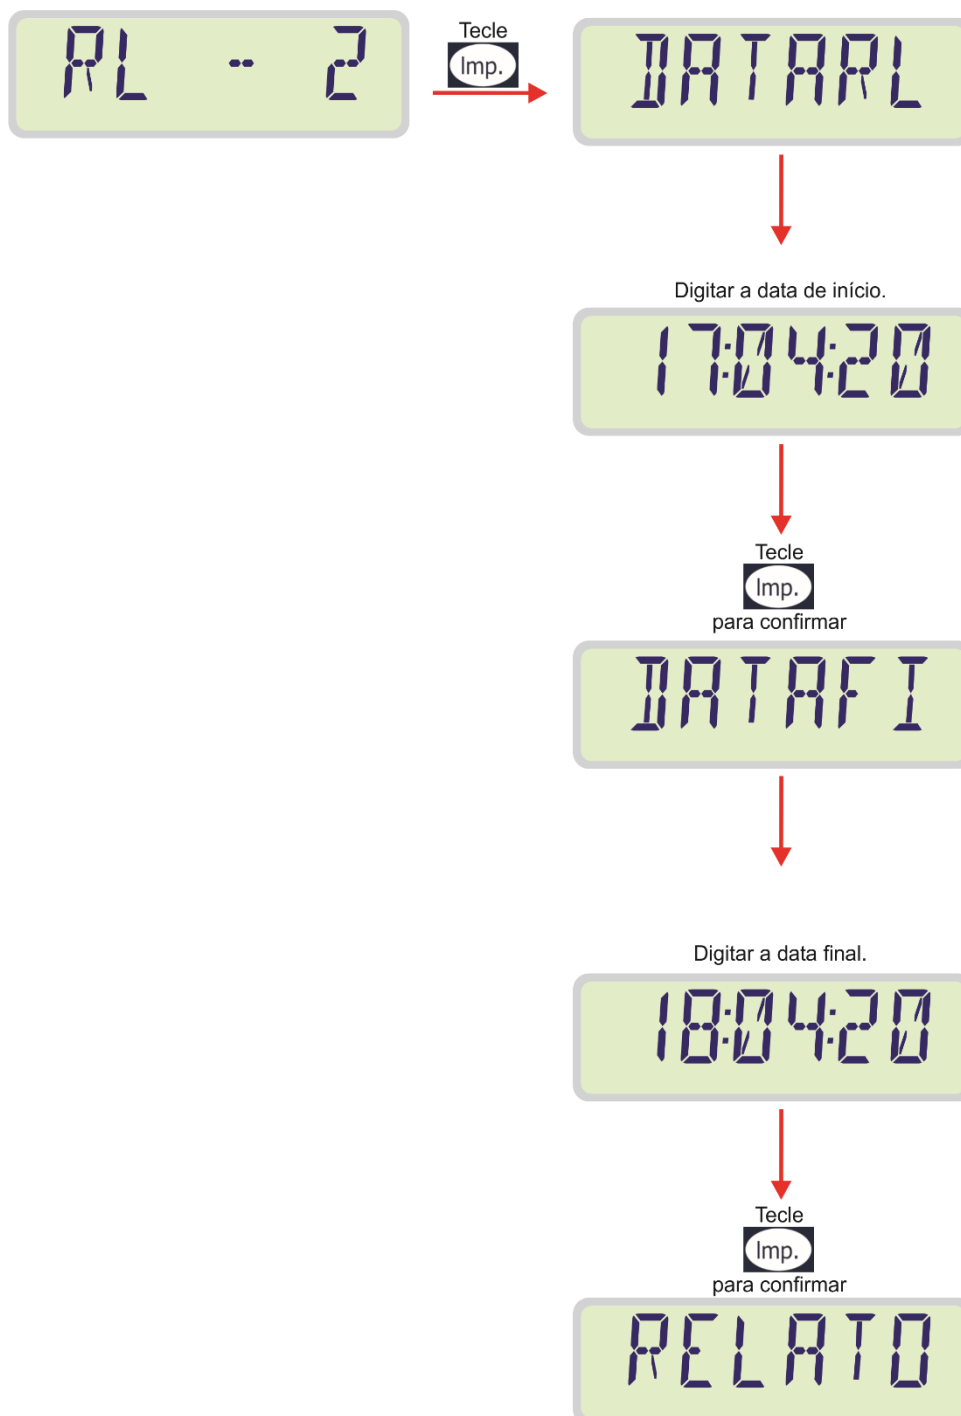 RL - 2
Tecle
Imp.
DATARL
Digitar a data de início.
17:04:20
Tecle
Imp.
para confirmar
DATAFI
Digitar a data final.
18:04:20
Tecle
Imp.
para confirmar
RELATO